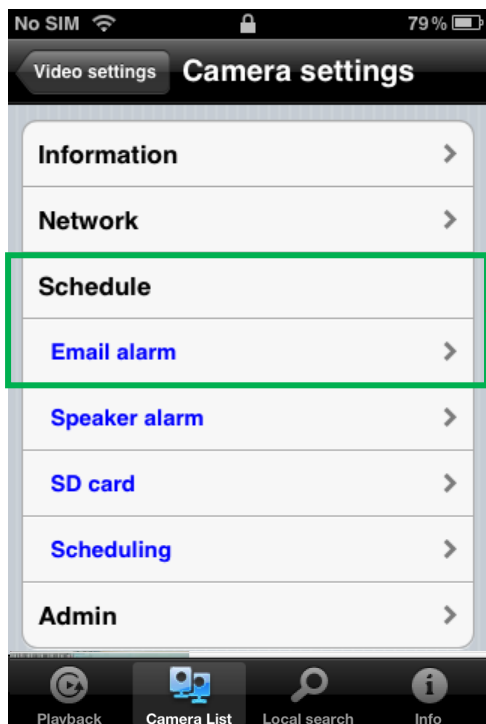 No SIM 79%
Video settings Camera settings
Information
Network
Schedule
Email alarm
Speaker alarm
SD card
Scheduling
Admin
Playback Camera List Local search Info